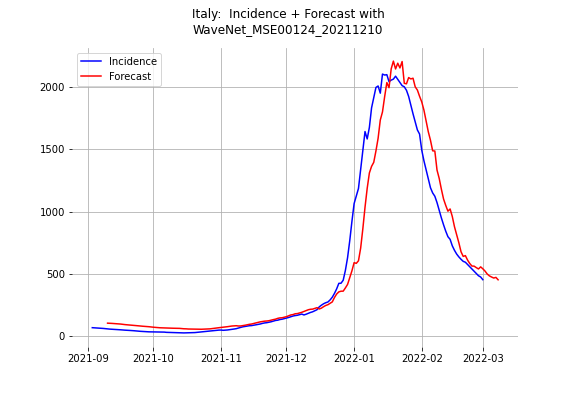 Italy:  Incidence + Forecast with
WaveNet_MSE00124_20211210
Incidence
Forecast
2000
1500
1000
500
0
2021-09 2021-10 2021-11 2021-12 2022-01 2022-02 2022-03